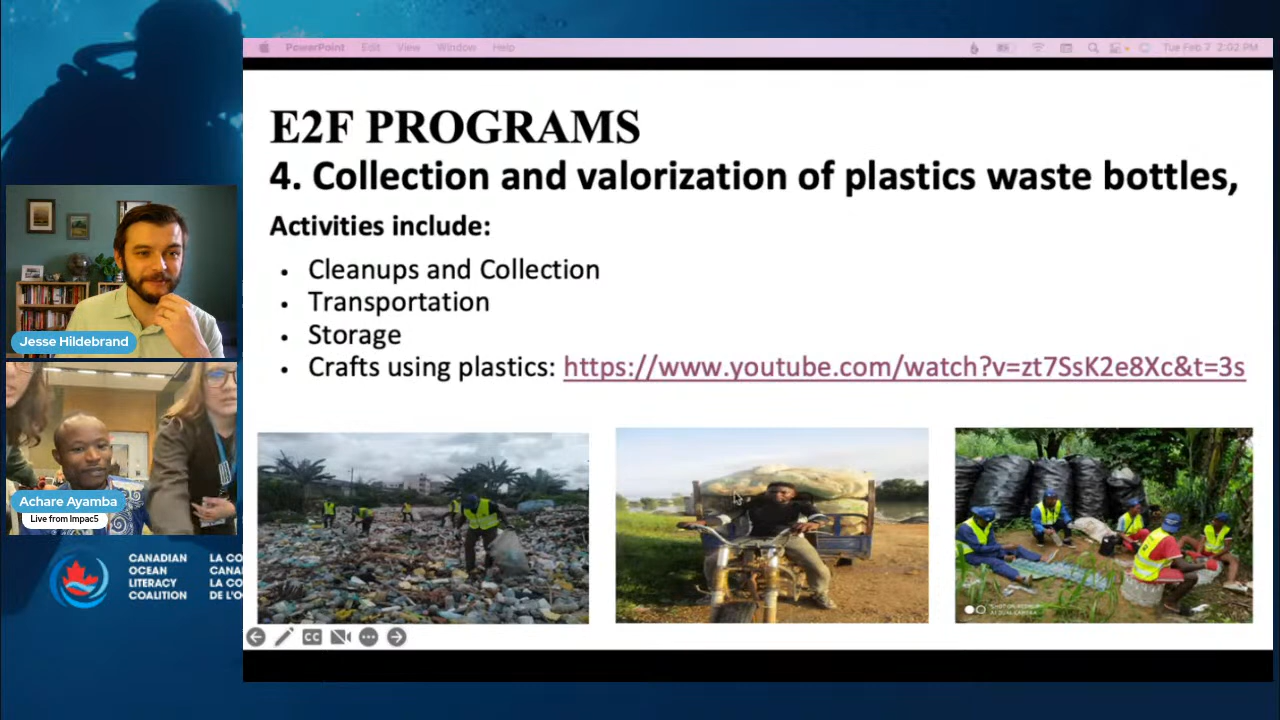 PowerPoint Edit View Window Help
Tue Feb 7 2:02 PM
E2F PROGRAMS
4. Collection and valorization of plastics waste bottles,
Activities include:
• Cleanups and Collection
• Transportation
• Storage
• Crafts using plastics: https://www.youtube.com/watch?v=zt7SsK2e8Xc&t=3s
Jesse Hildebrand
Achare Ayamba
Live from Impac5
CANADIAN
OCEAN
LITERACY
COALITION
LA CO
CANA
LA CO
DE L'O
CC